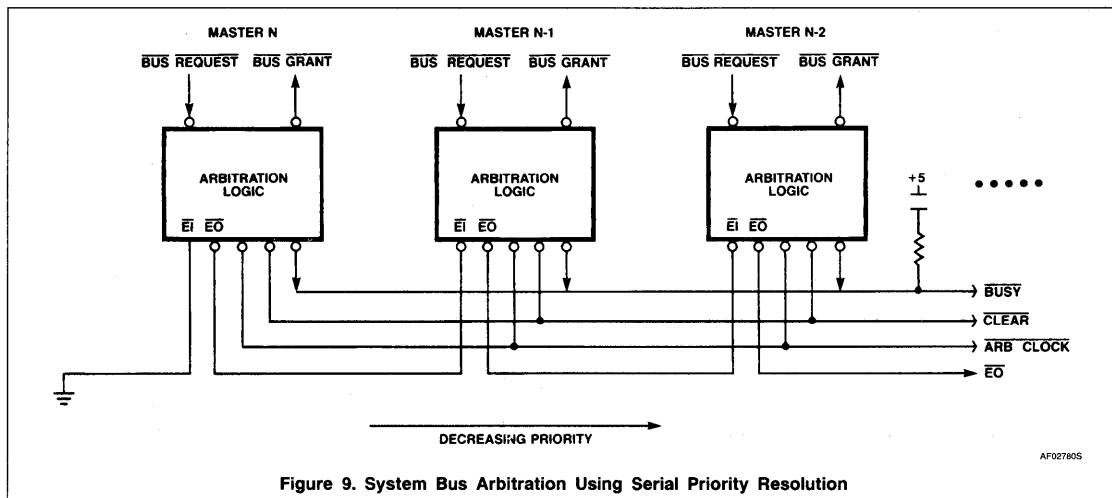 MASTER N MASTER N-1 MASTER N-2
BUS REQUEST BUS GRANT BUS REQUEST BUS GRANT BUS REQUEST BUS GRANT
ARBITRATION LOGIC ARBITRATION LOGIC ARBITRATION LOGIC
+5
EI EO EI EO EI EO
BUSY
CLEAR
ARB CLOCK
EO
DECREASING PRIORITY
AF02780S
Figure 9. System Bus Arbitration Using Serial Priority Resolution